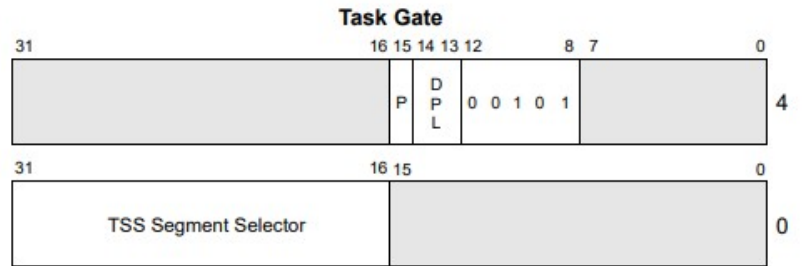 Task Gate
31 16 15 14 13 12 8 7 0
P D P L 0 0 1 0 1 4
31 16 15 0
TSS Segment Selector 0